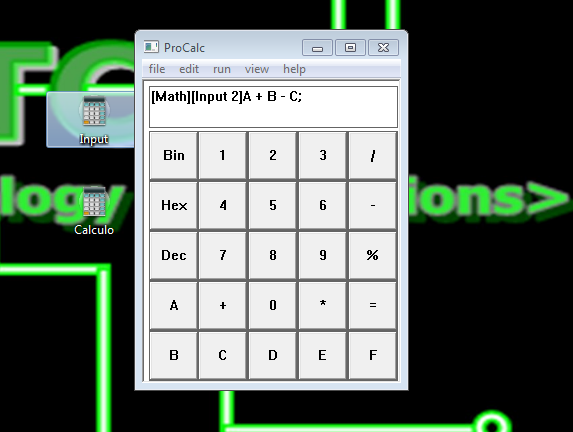 ProCalc
file edit run view help
[Math][Input 2]A + B - C;
Bin 1 2 3 /
Hex 4 5 6 -
Dec 7 8 9 %
A + 0 * =
B C D E F
Input
Calculo
TC
logy
ions>